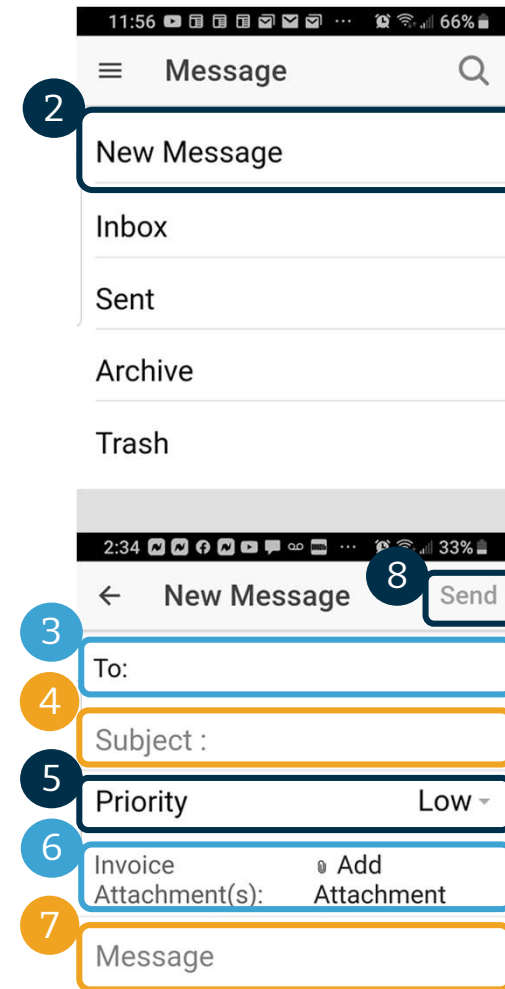 11:56 ... 66%
Message
2
New Message
Inbox
Sent
Archive
Trash
2:34 ... 33%
8
New Message Send
3
To:
4
Subject :
5
Priority Low
6
Invoice Add
Attachment(s): Attachment
7
Message